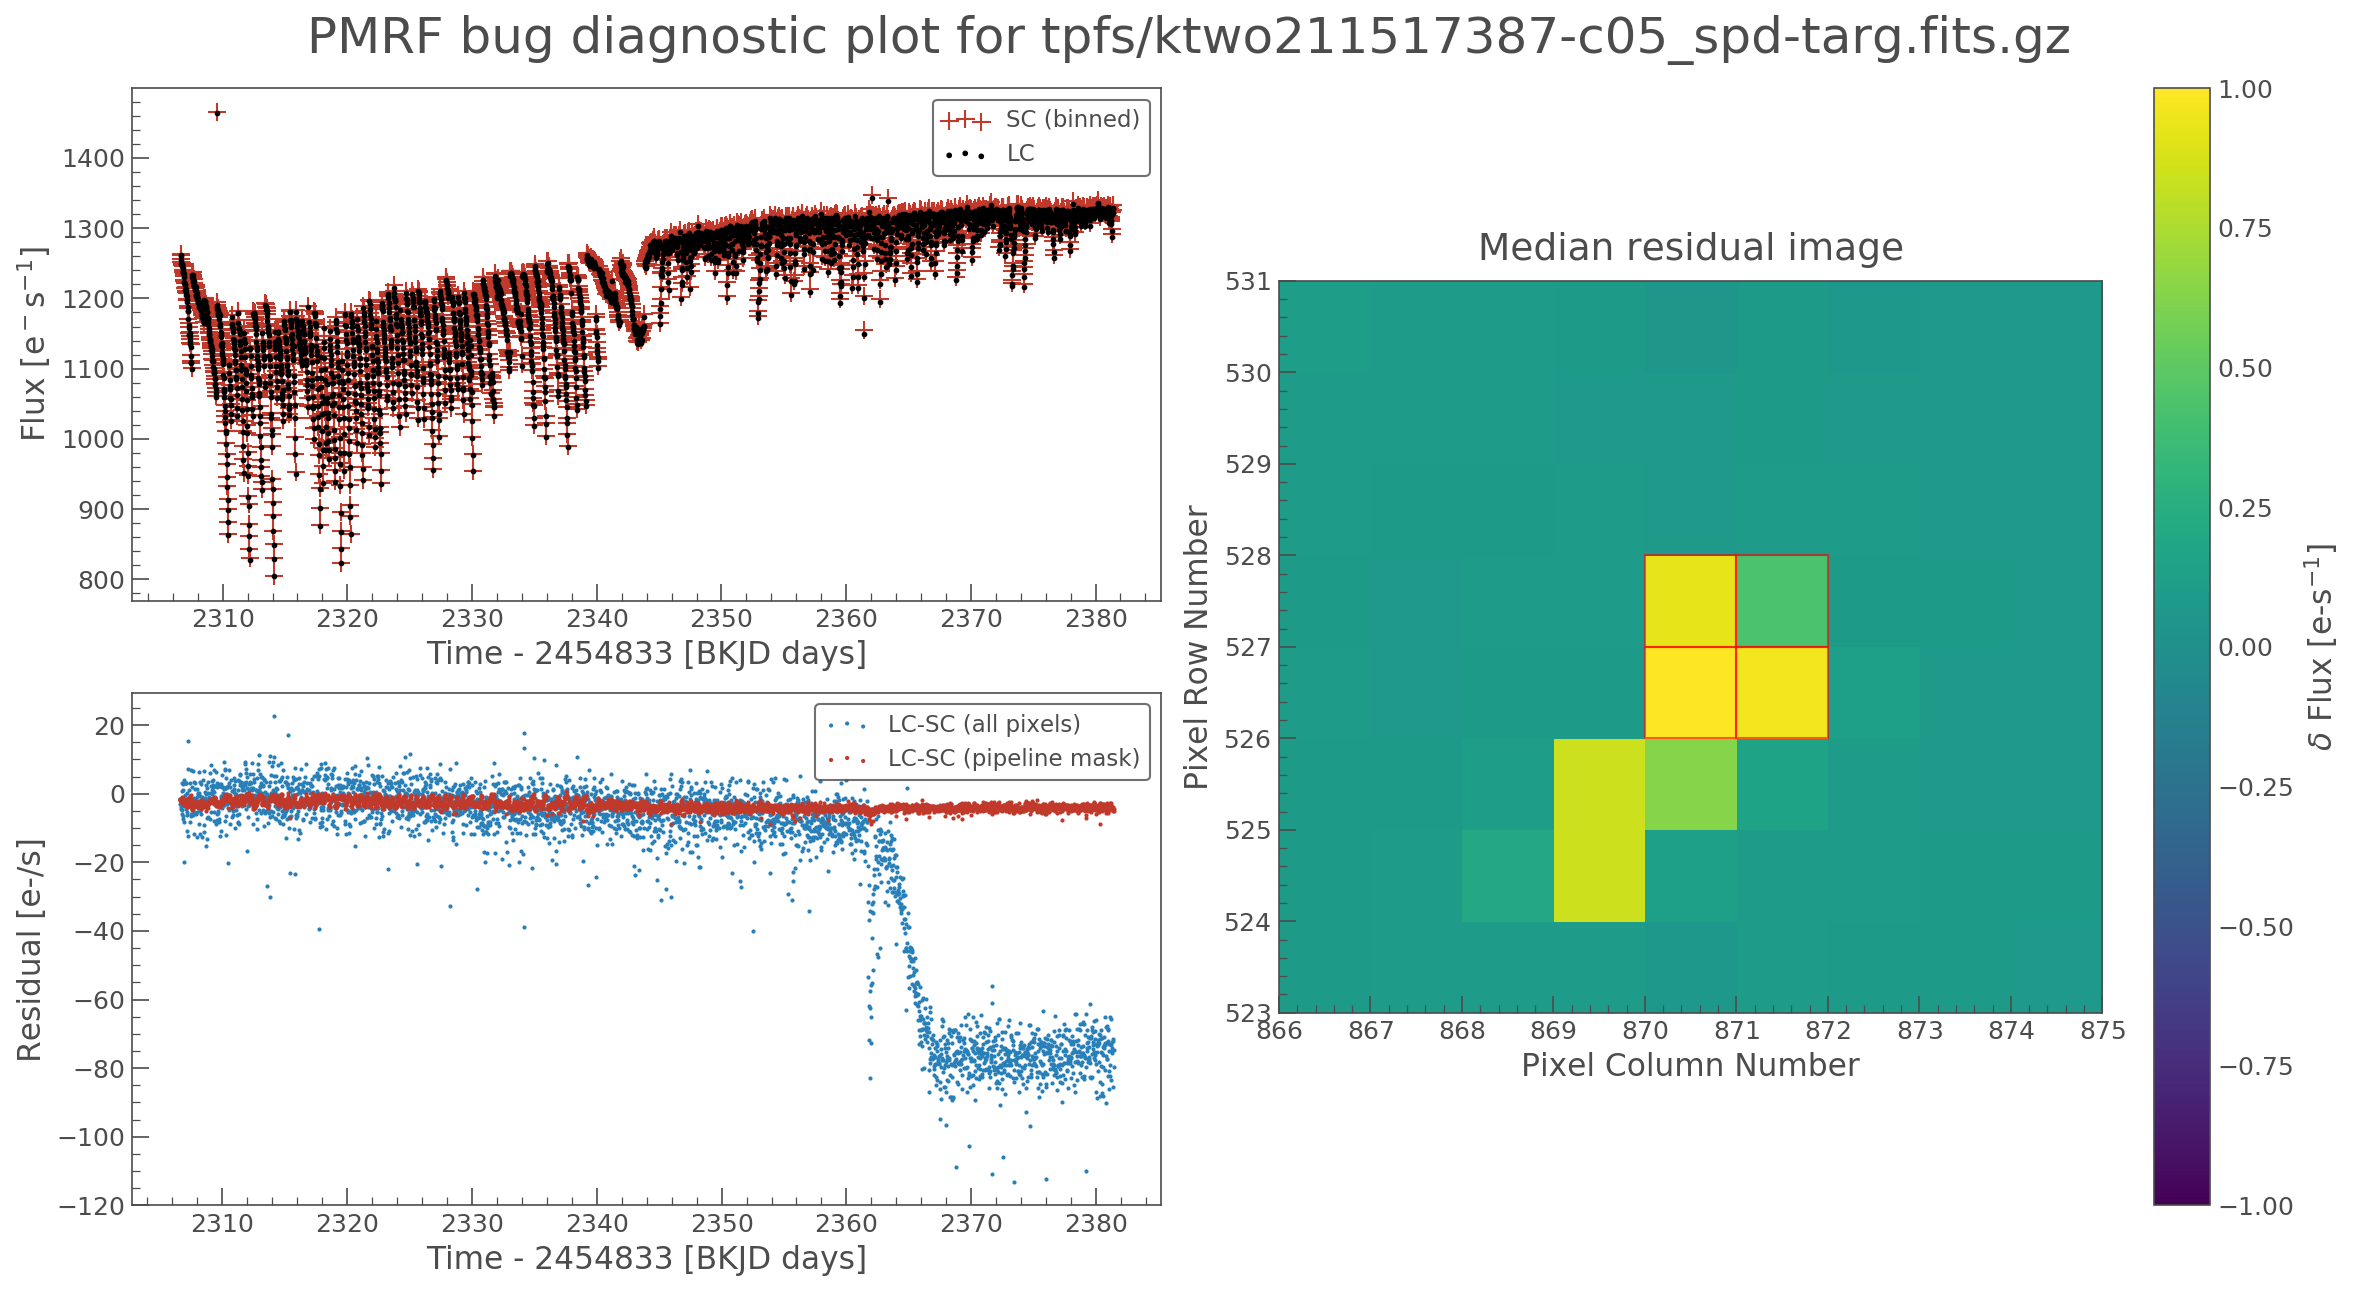 PMRF bug diagnostic plot for tpfs/ktwo211517387-c05_spd-targ.fits.gz
SC (binned)
LC
1400
1300
1200
1100
1000
900
800
Flux [e⁻ s⁻¹]
2310 2320 2330 2340 2350 2360 2370 2380
Time - 2454833 [BKJD days]
LC-SC (all pixels)
LC-SC (pipeline mask)
20
0
−20
−40
−60
−80
−100
−120
Residual [e-/s]
2310 2320 2330 2340 2350 2360 2370 2380
Time - 2454833 [BKJD days]
Median residual image
531
530
529
528
527
526
525
524
523
Pixel Row Number
866 867 868 869 870 871 872 873 874 875
Pixel Column Number
1.00
0.75
0.50
0.25
0.00
−0.25
−0.50
−0.75
−1.00
δ Flux [e-s⁻¹]